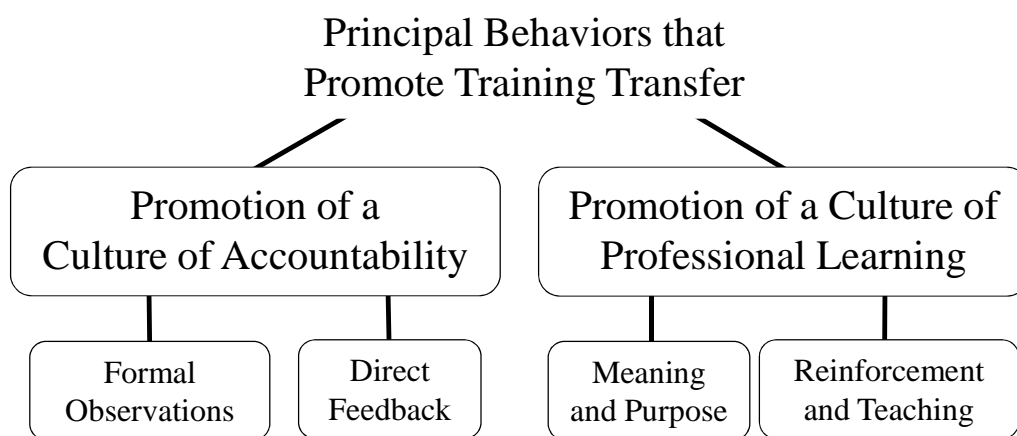 Principal Behaviors that
Promote Training Transfer
Promotion of a
Culture of Accountability
Promotion of a Culture of
Professional Learning
Formal
Observations
Direct
Feedback
Meaning
and Purpose
Reinforcement
and Teaching